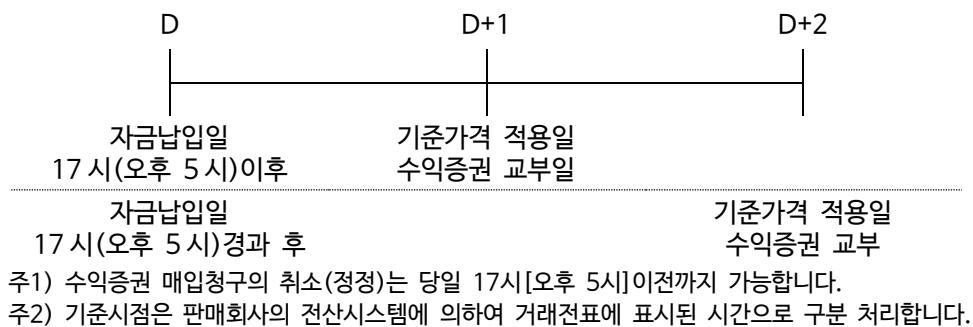 D D+1 D+2
자금납입일 기준가격 적용일
17 시(오후 5 시)이후 수익증권 교부일
자금납입일 기준가격 적용일
17 시(오후 5 시)경과 후 수익증권 교부
주1) 수익증권 매입청구의 취소(정정)는 당일 17시[오후 5시]이전까지 가능합니다.
주2) 기준시점은 판매회사의 전산시스템에 의하여 거래전표에 표시된 시간으로 구분 처리합니다.